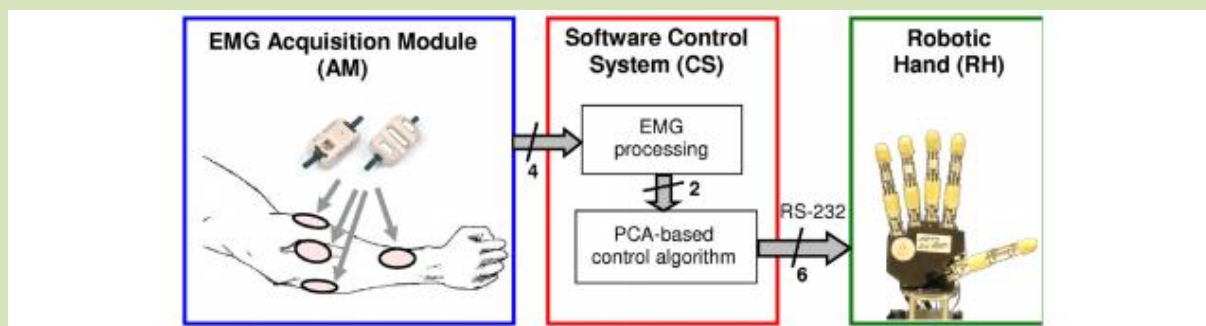 EMG Acquisition Module
(AM)
4
Software Control
System (CS)
EMG
processing
2
PCA-based
control algorithm
RS-232
6
Robotic
Hand (RH)